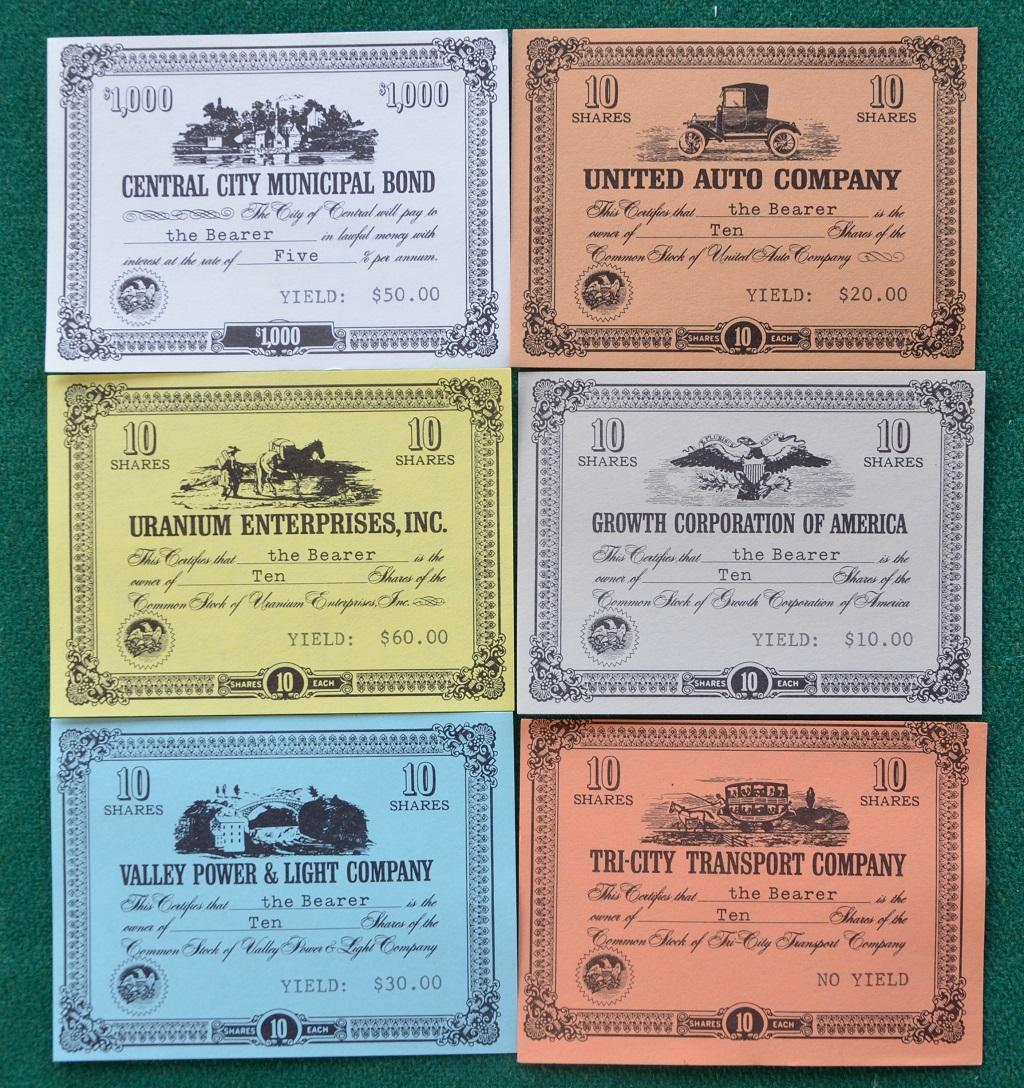 $1,000 $1,000
CENTRAL CITY MUNICIPAL BOND
The City of Central will pay to
the Bearer in lawful money with
interest at the rate of Five % per annum.
YIELD: $50.00
$1,000
10 SHARES 10 SHARES
UNITED AUTO COMPANY
This Certifies that the Bearer is the
owner of Ten Shares of the
Common Stock of United Auto Company
YIELD: $20.00
SHARES 10 EACH
10 SHARES 10 SHARES
URANIUM ENTERPRISES, INC.
This Certifies that the Bearer is the
owner of Ten Shares of the
Common Stock of Uranium Enterprises, Inc.
YIELD: $60.00
SHARES 10 EACH
10 SHARES 10 SHARES
GROWTH CORPORATION OF AMERICA
This Certifies that the Bearer is the
owner of Ten Shares of the
Common Stock of Growth Corporation of America
YIELD: $10.00
SHARES 10 EACH
10 SHARES 10 SHARES
VALLEY POWER & LIGHT COMPANY
This Certifies that the Bearer is the
owner of Ten Shares of the
Common Stock of Valley Power & Light Company
YIELD: $30.00
SHARES 10 EACH
10 SHARES 10 SHARES
TRI-CITY TRANSPORT COMPANY
This Certifies that the Bearer is the
owner of Ten Shares of the
Common Stock of Tri-City Transport Company
NO YIELD
SHARES 10 EACH